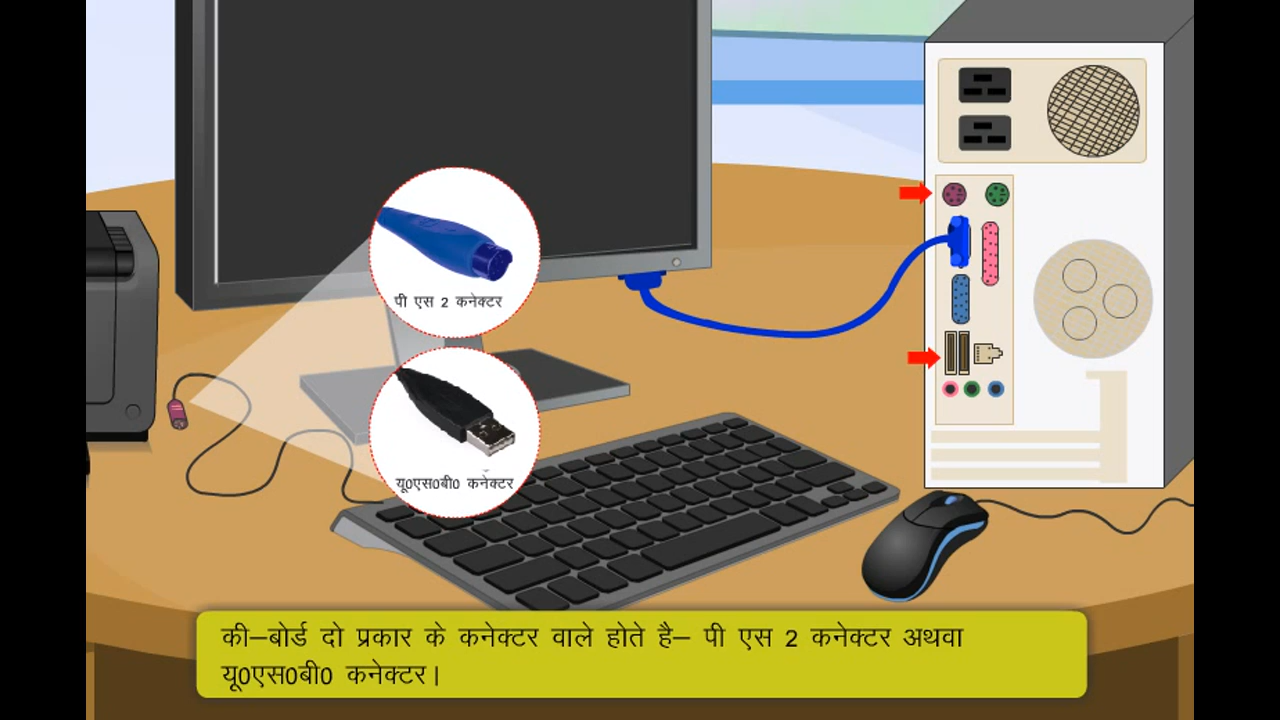 पी एस 2 कनेक्टर
यू0एस0बी0 कनेक्टर
की–बोर्ड दो प्रकार के कनेक्टर वाले होते है– पी एस 2 कनेक्टर अथवा
यू0एस0बी0 कनेक्टर।